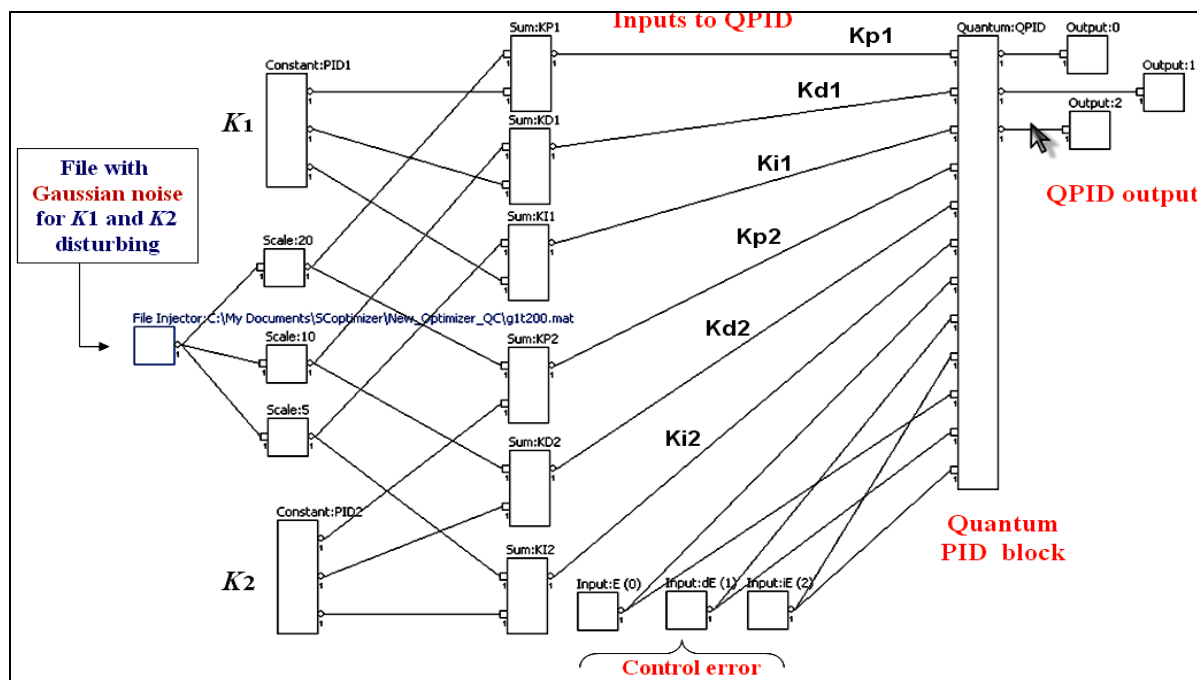 Inputs to QPID
Sum:KP1
Kp1
Quantum:QPID
Output:0
Output:1
Output:2
Constant:PID1
K1
Sum:KD1
Kd1
File with
Gaussian noise
for K1 and K2
disturbing
Sum:KI1
Ki1
QPID output
Kp2
Scale:20
File Injector:C:\My Documents\SCoptimizer\New_Optimizer_QC\g1t200.mat
Scale:10
Sum:KP2
Kd2
Scale:5
Sum:KD2
Ki2
Constant:PID2
K2
Sum:KI2
Quantum
PID block
Input:E (0)
Input:dE (1)
Input:iE (2)
Control error